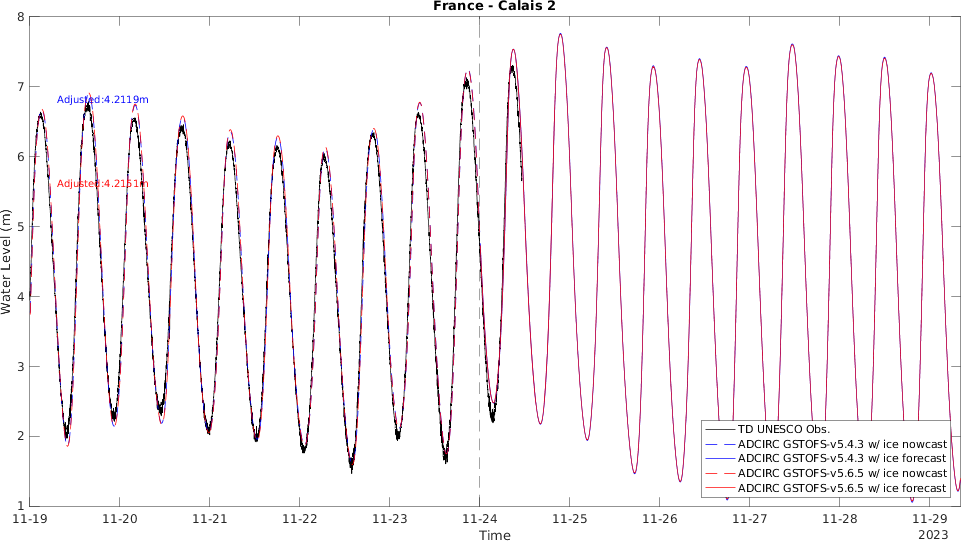 France - Calais 2
Water Level (m)
8
7
6
5
4
3
2
1
Adjusted:4.2119m
Adjusted:4.2151m
TD UNESCO Obs.
ADCIRC GSTOFS-v5.4.3 w/ ice nowcast
ADCIRC GSTOFS-v5.4.3 w/ ice forecast
ADCIRC GSTOFS-v5.6.5 w/ ice nowcast
ADCIRC GSTOFS-v5.6.5 w/ ice forecast
11-19 11-20 11-21 11-22 11-23 11-24 11-25 11-26 11-27 11-28 11-29
Time
2023